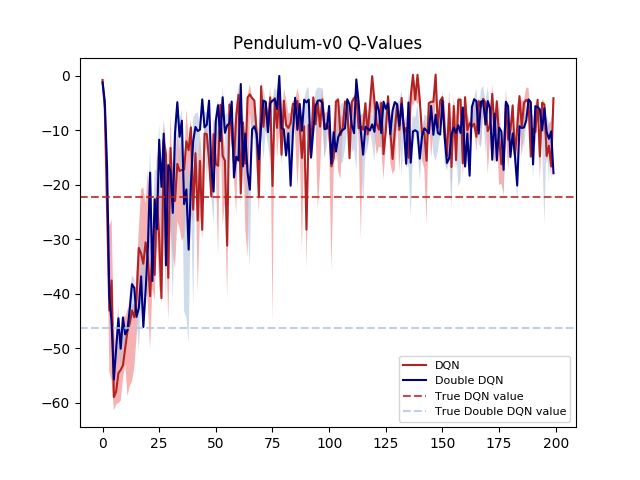 Pendulum-v0 Q-Values
0
−10
−20
−30
−40
−50
−60
0 25 50 75 100 125 150 175 200
DQN
Double DQN
True DQN value
True Double DQN value